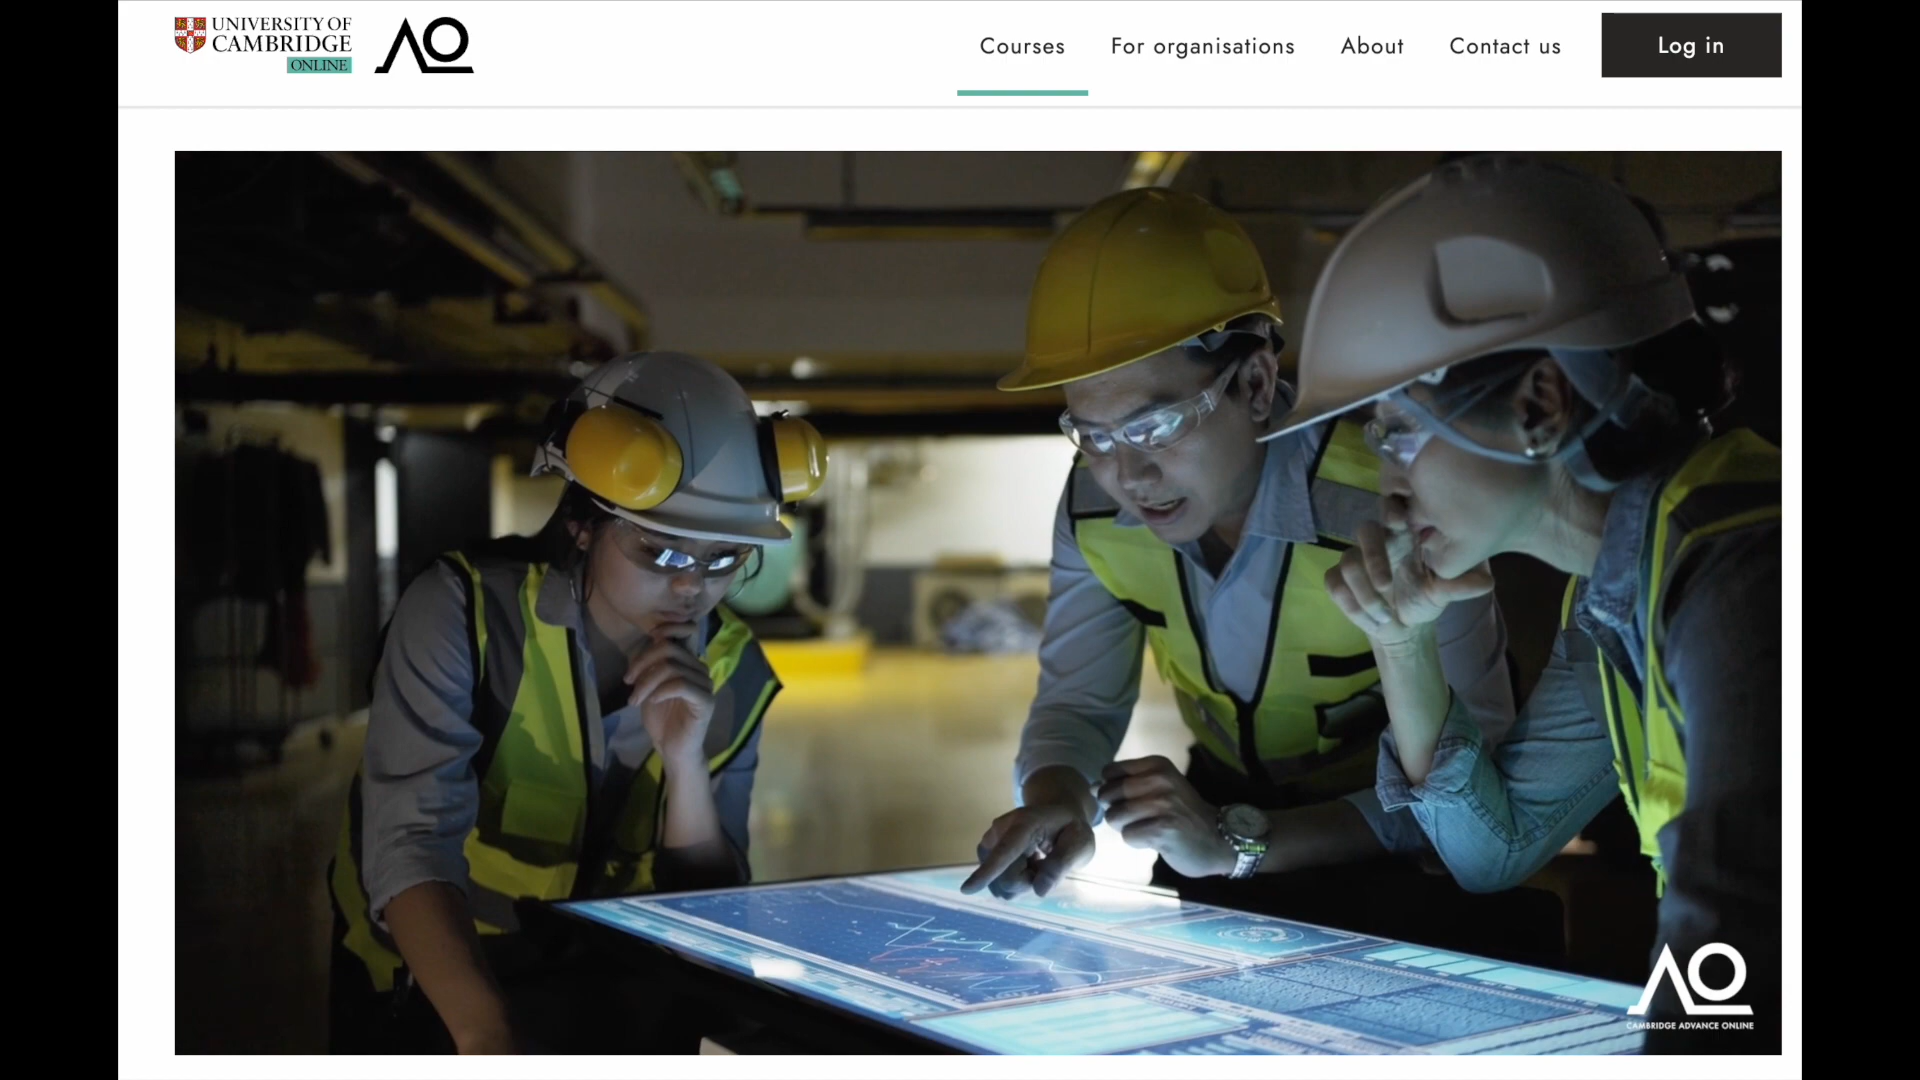 UNIVERSITY OF
CAMBRIDGE
ONLINE
AO
Courses
For organisations
About
Contact us
Log in
AO
CAMBRIDGE ADVANCE ONLINE